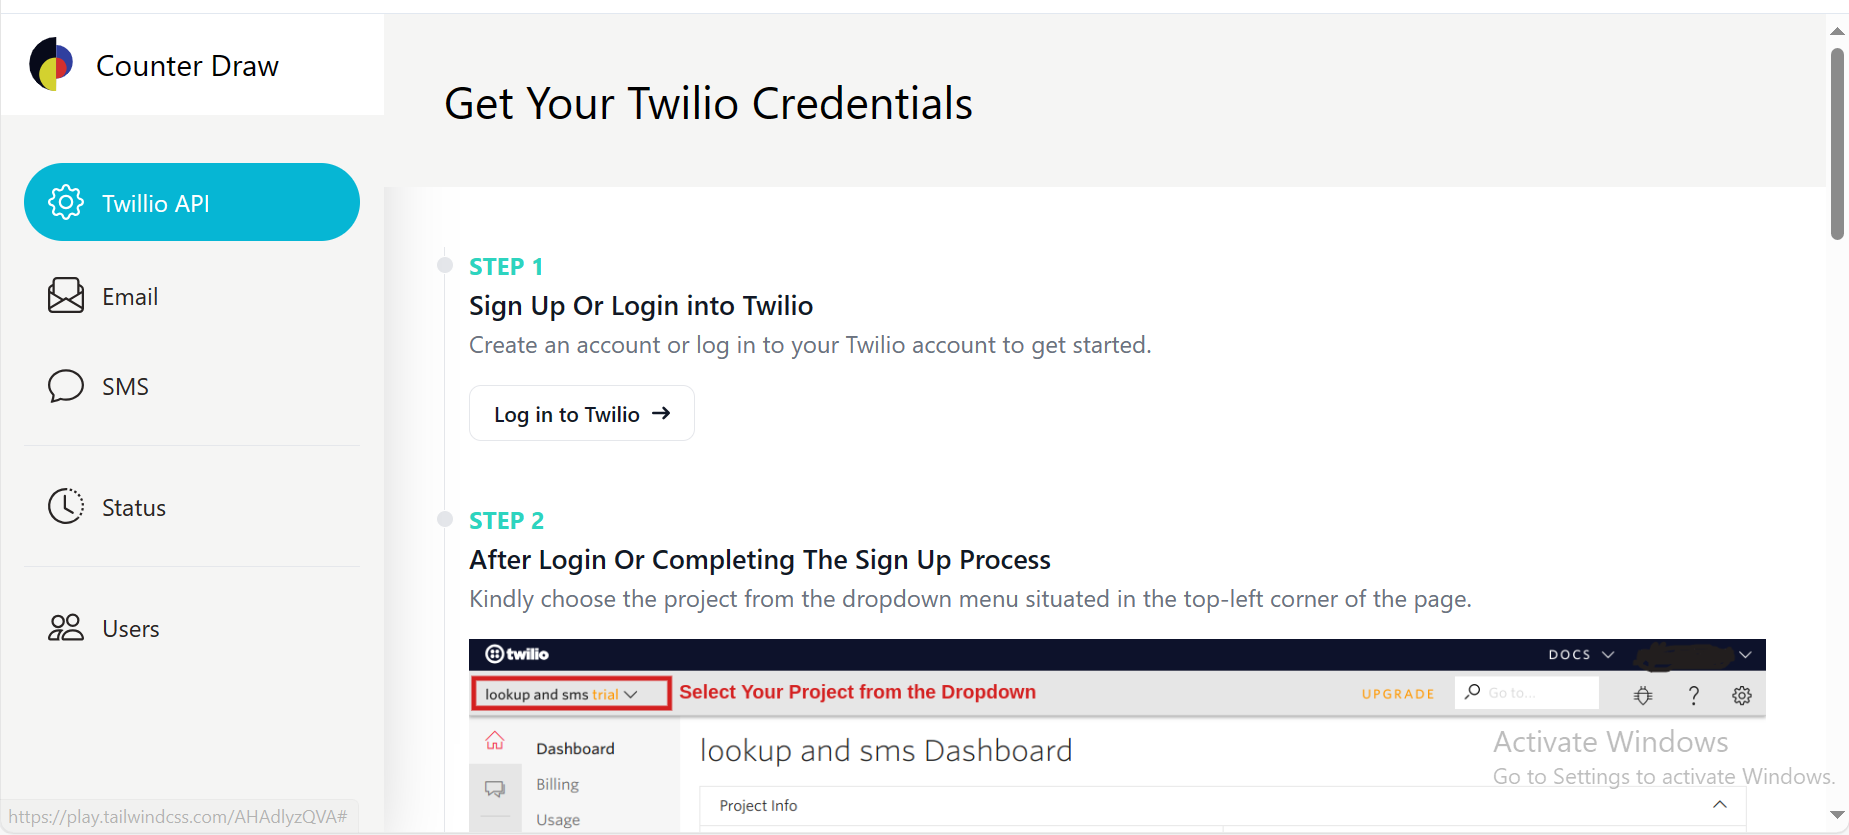 Counter Draw
Get Your Twilio Credentials
Twillio API
Email
SMS
Status
Users
STEP 1
Sign Up Or Login into Twilio
Create an account or log in to your Twilio account to get started.
Log in to Twilio →
STEP 2
After Login Or Completing The Sign Up Process
Kindly choose the project from the dropdown menu situated in the top-left corner of the page.
twilio
DOCS
lookup and sms trial
Select Your Project from the Dropdown
UPGRADE
Go to...
?
Dashboard
Billing
Usage
lookup and sms Dashboard
Project Info
Activate Windows
Go to Settings to activate Windows.
https://play.tailwindcss.com/AHAdlyzQVA#